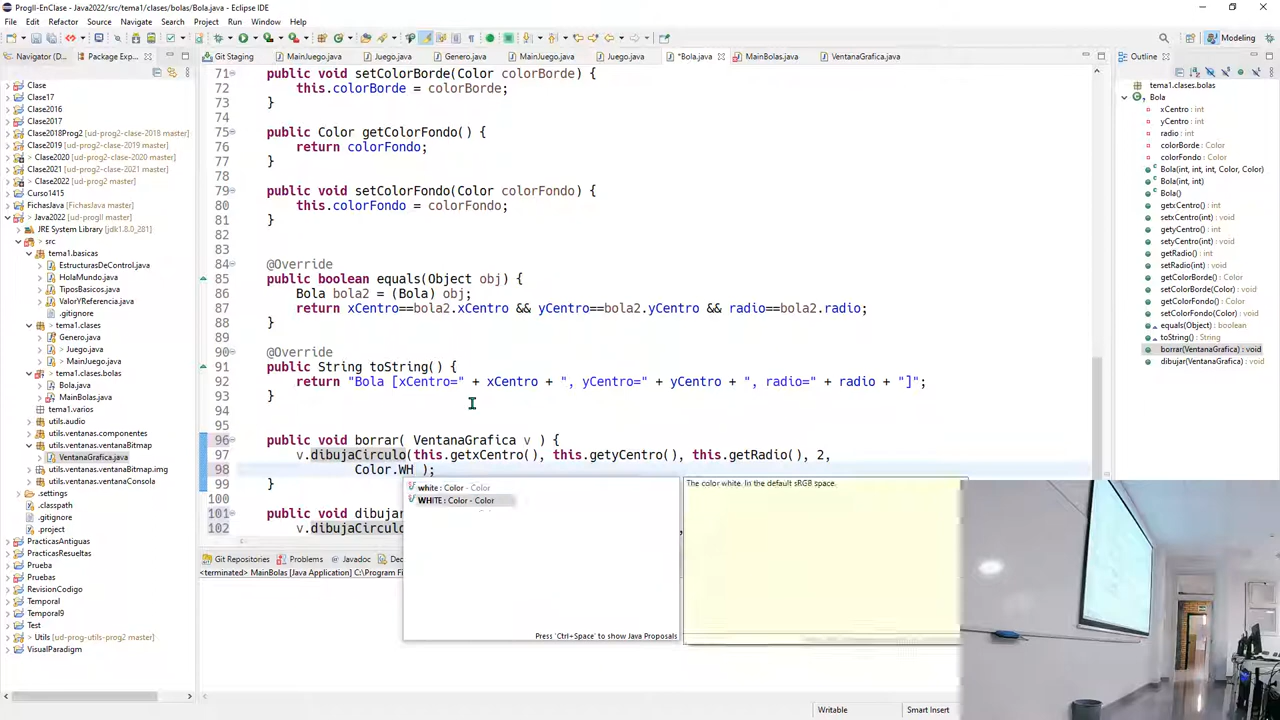 ProgII-EnClase - Java2022/src/tema1/clases/bolas/Bola.java - Eclipse IDE
File Edit Refactor Source Navigate Search Project Run Window Help
Modeling
Navigator (D... Package Exp... Git Staging MainJuego.java Juego.java Genero.java MainJuego.java Juego.java *Bola.java MainBolas.java VentanaGrafica.java Outline
Clase
Clase17
Clase2016
Clase2017
Clase2018Prog2 [ud-prog2-clase-2018 master]
Clase2019 [ud-prog2-clase master]
> Clase2020 [ud-prog2-clase master]
Clase2021 [ud-prog2-clase-2021 master]
> Clase2022 [ud-prog2 master]
Curso1415
FichasJava [ud-prog2-clase master]
Java2022 [ud-progII master]
JRE System Library [jdk1.8.0_281]
> src
tema1.basicas
EstructurasDeControl.java
HolaMundo.java
TiposBasicos.java
ValorYReferencia.java
.gitignore
> tema1.clases
Genero.java
> Juego.java
> MainJuego.java
> tema1.clases.bolas
Bola.java
> MainBolas.java
tema1.varios
utils.audio
utils.ventanas.componentes
utils.ventanas.ventanaBitmap
VentanaGrafica.java
utils.ventanas.ventanaBitmap.img
utils.ventanas.ventanaConsola
.settings
.classpath
.gitignore
.project
PracticasAntiguas
PracticasResueltas
Prueba
Pruebas
RevisionCodigo
Temporal
Temporal9
Test
> Utils [ud-prog-utils-prog2 master]
VisualParadigm
71 public void setColorBorde(Color colorBorde) {
72 this.colorBorde = colorBorde;
73 }
74
75 public Color getColorFondo() {
76 return colorFondo;
77 }
78
79 public void setColorFondo(Color colorFondo) {
80 this.colorFondo = colorFondo;
81 }
82
83
84 @Override
85 public boolean equals(Object obj) {
86 Bola bola2 = (Bola) obj;
87 return xCentro==bola2.xCentro && yCentro==bola2.yCentro && radio==bola2.radio;
88 }
89
90 @Override
91 public String toString() {
92 return "Bola [xCentro=" + xCentro + ", yCentro=" + yCentro + ", radio=" + radio + "]";
93 }
94
95
96 public void borrar( VentanaGrafica v ) {
97 v.dibujaCirculo(this.getxCentro(), this.getyCentro(), this.getRadio(), 2,
98 Color.WH );
99 }
100
101 public void dibujar
102 v.dibujaCirculo
white : Color - Color
WHITE : Color - Color
Press 'Ctrl+Space' to show Java Proposals
The color white. In the default sRGB space.
Git Repositories Problems Javadoc Dec
<terminated> MainBolas [Java Application] C:\Program Fi
tema1.clases.bolas
Bola
xCentro : int
yCentro : int
radio : int
colorBorde : Color
colorFondo : Color
Bola(int, int, int, Color, Color)
Bola(int, int)
Bola()
getxCentro() : int
setxCentro(int) : void
getyCentro() : int
setyCentro(int) : void
getRadio() : int
setRadio(int) : void
getColorBorde() : Color
setColorBorde(Color) : void
getColorFondo() : Color
setColorFondo(Color) : void
equals(Object) : boolean
toString() : String
borrar(VentanaGrafica) : void
dibujar(VentanaGrafica) : void
Writable Smart Insert